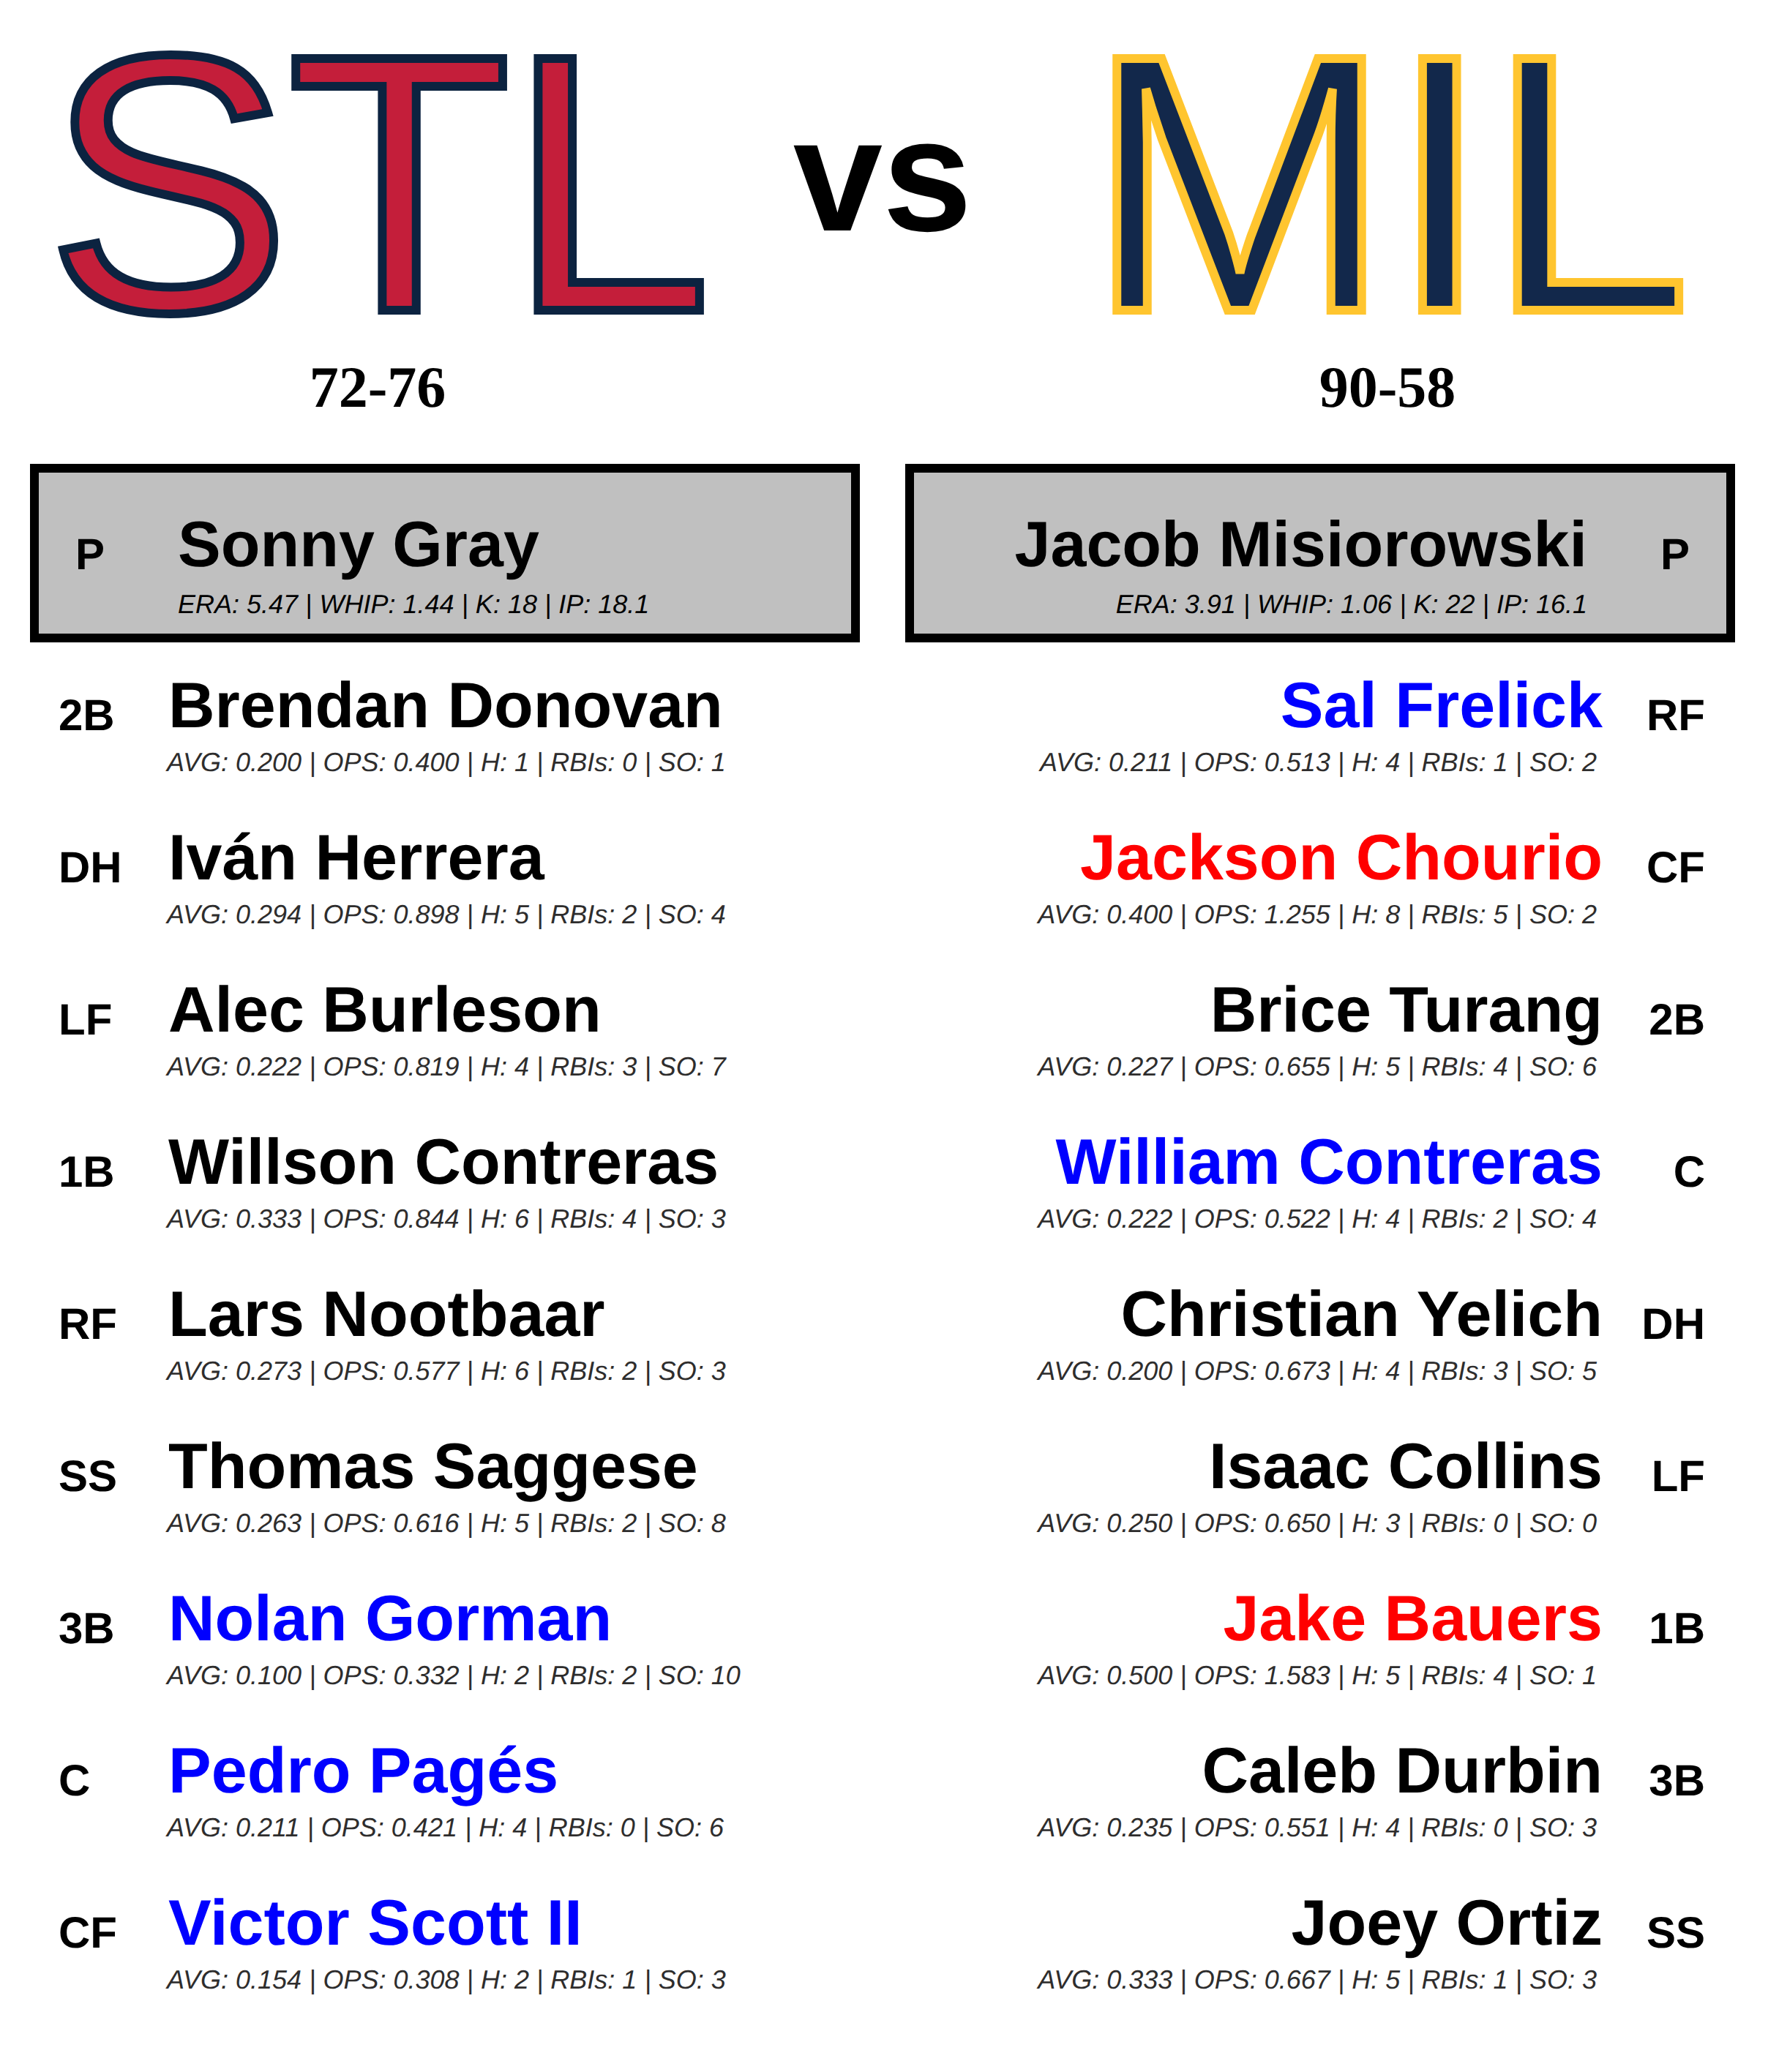 STL vs MIL
72-76
90-58
P Sonny Gray
ERA: 5.47 | WHIP: 1.44 | K: 18 | IP: 18.1
Jacob Misiorowski P
ERA: 3.91 | WHIP: 1.06 | K: 22 | IP: 16.1
2B Brendan Donovan
AVG: 0.200 | OPS: 0.400 | H: 1 | RBIs: 0 | SO: 1
DH Iván Herrera
AVG: 0.294 | OPS: 0.898 | H: 5 | RBIs: 2 | SO: 4
LF Alec Burleson
AVG: 0.222 | OPS: 0.819 | H: 4 | RBIs: 3 | SO: 7
1B Willson Contreras
AVG: 0.333 | OPS: 0.844 | H: 6 | RBIs: 4 | SO: 3
RF Lars Nootbaar
AVG: 0.273 | OPS: 0.577 | H: 6 | RBIs: 2 | SO: 3
SS Thomas Saggese
AVG: 0.263 | OPS: 0.616 | H: 5 | RBIs: 2 | SO: 8
3B Nolan Gorman
AVG: 0.100 | OPS: 0.332 | H: 2 | RBIs: 2 | SO: 10
C Pedro Pagés
AVG: 0.211 | OPS: 0.421 | H: 4 | RBIs: 0 | SO: 6
CF Victor Scott II
AVG: 0.154 | OPS: 0.308 | H: 2 | RBIs: 1 | SO: 3
Sal Frelick RF
AVG: 0.211 | OPS: 0.513 | H: 4 | RBIs: 1 | SO: 2
Jackson Chourio CF
AVG: 0.400 | OPS: 1.255 | H: 8 | RBIs: 5 | SO: 2
Brice Turang 2B
AVG: 0.227 | OPS: 0.655 | H: 5 | RBIs: 4 | SO: 6
William Contreras C
AVG: 0.222 | OPS: 0.522 | H: 4 | RBIs: 2 | SO: 4
Christian Yelich DH
AVG: 0.200 | OPS: 0.673 | H: 4 | RBIs: 3 | SO: 5
Isaac Collins LF
AVG: 0.250 | OPS: 0.650 | H: 3 | RBIs: 0 | SO: 0
Jake Bauers 1B
AVG: 0.500 | OPS: 1.583 | H: 5 | RBIs: 4 | SO: 1
Caleb Durbin 3B
AVG: 0.235 | OPS: 0.551 | H: 4 | RBIs: 0 | SO: 3
Joey Ortiz SS
AVG: 0.333 | OPS: 0.667 | H: 5 | RBIs: 1 | SO: 3